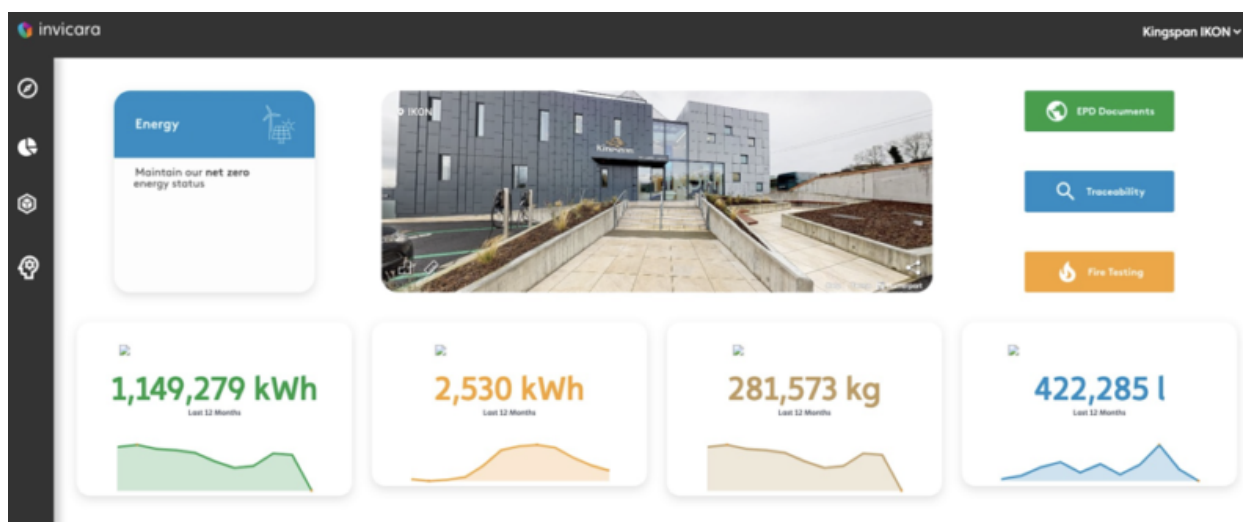 invicara
Kingspan IKON
Energy
Maintain our net zero
energy status
IKON
Kingspan
EPD Documents
Traceability
Fire Testing
1,149,279 kWh
Last 12 Months
2,530 kWh
Last 12 Months
281,573 kg
Last 12 Months
422,285 l
Last 12 Months